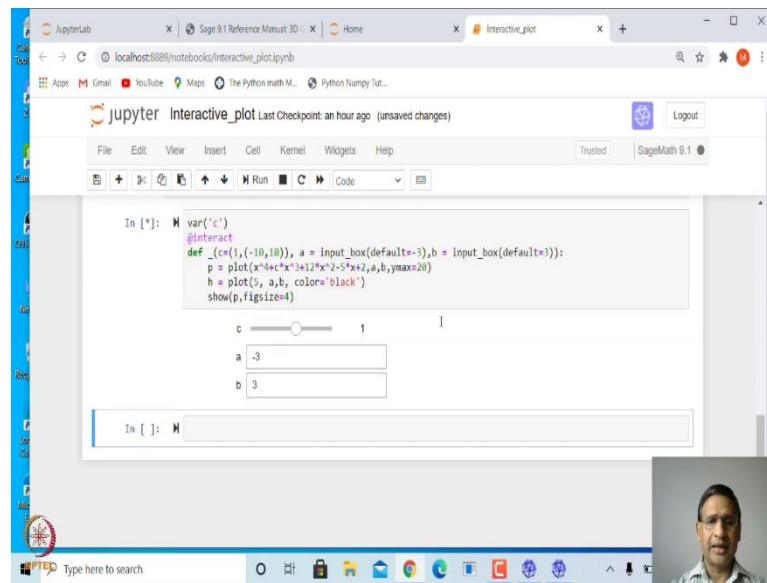 JupyterLab
Sage 9.1 Reference Manual: 3D G
Home
Interactive_plot
localhost:8889/notebooks/Interactive_plot.ipynb
Apps Gmail YouTube Maps The Python math M... Python Numpy Tut...
jupyter Interactive_plot Last Checkpoint: an hour ago (unsaved changes)
Logout
File Edit View Insert Cell Kernel Widgets Help
Trusted SageMath 9.1
Run Code
In [*]: var('c')
@interact
def _(c=(1,(-10,10)), a = input_box(default=-3),b = input_box(default=3)):
p = plot(x^4+c*x^3+12*x^2-5*x+2,a,b,ymax=20)
h = plot(5, a,b, color='black')
show(p,figsize=4)
c 1
a -3
b 3
In [ ]:
Type here to search